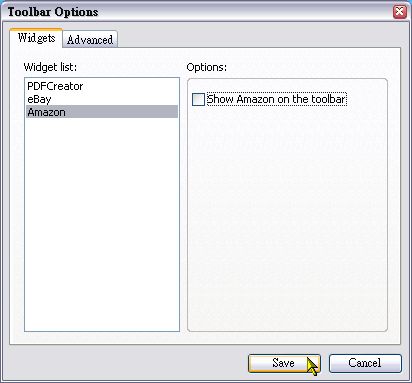 Toolbar Options
Widgets
Advanced
Widget list:
Options:
PDFCreator
eBay
Amazon
Show Amazon on the toolbar
Save
Cancel